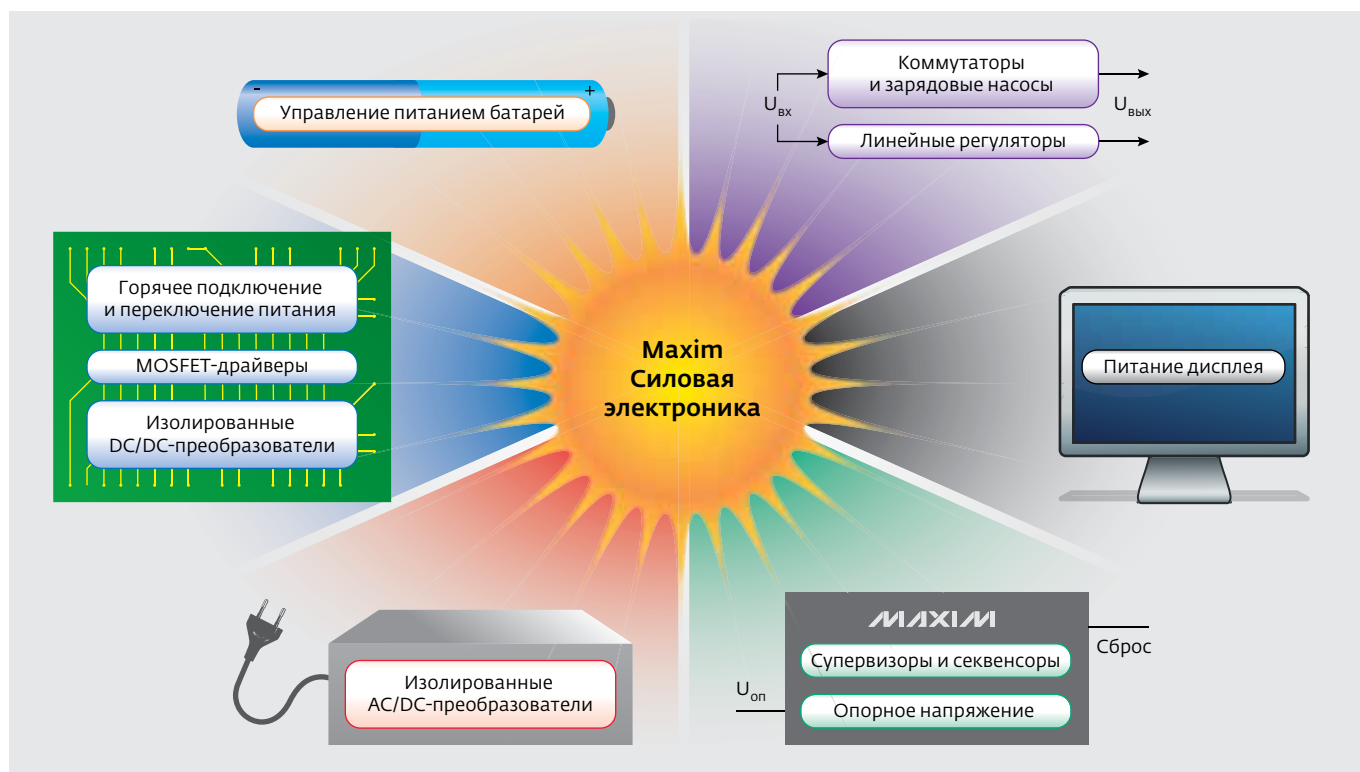 - +
Управление питанием батарей
Коммутаторы
и зарядовые насосы
Uвх
Uвых
Линейные регуляторы
Горячее подключение
и переключение питания
MOSFET-драйверы
Изолированные
DC/DC-преобразователи
Maxim
Силовая
электроника
Питание дисплея
Изолированные
AC/DC-преобразователи
MAXIM
Сброс
Супервизоры и секвенсоры
Uоп
Опорное напряжение